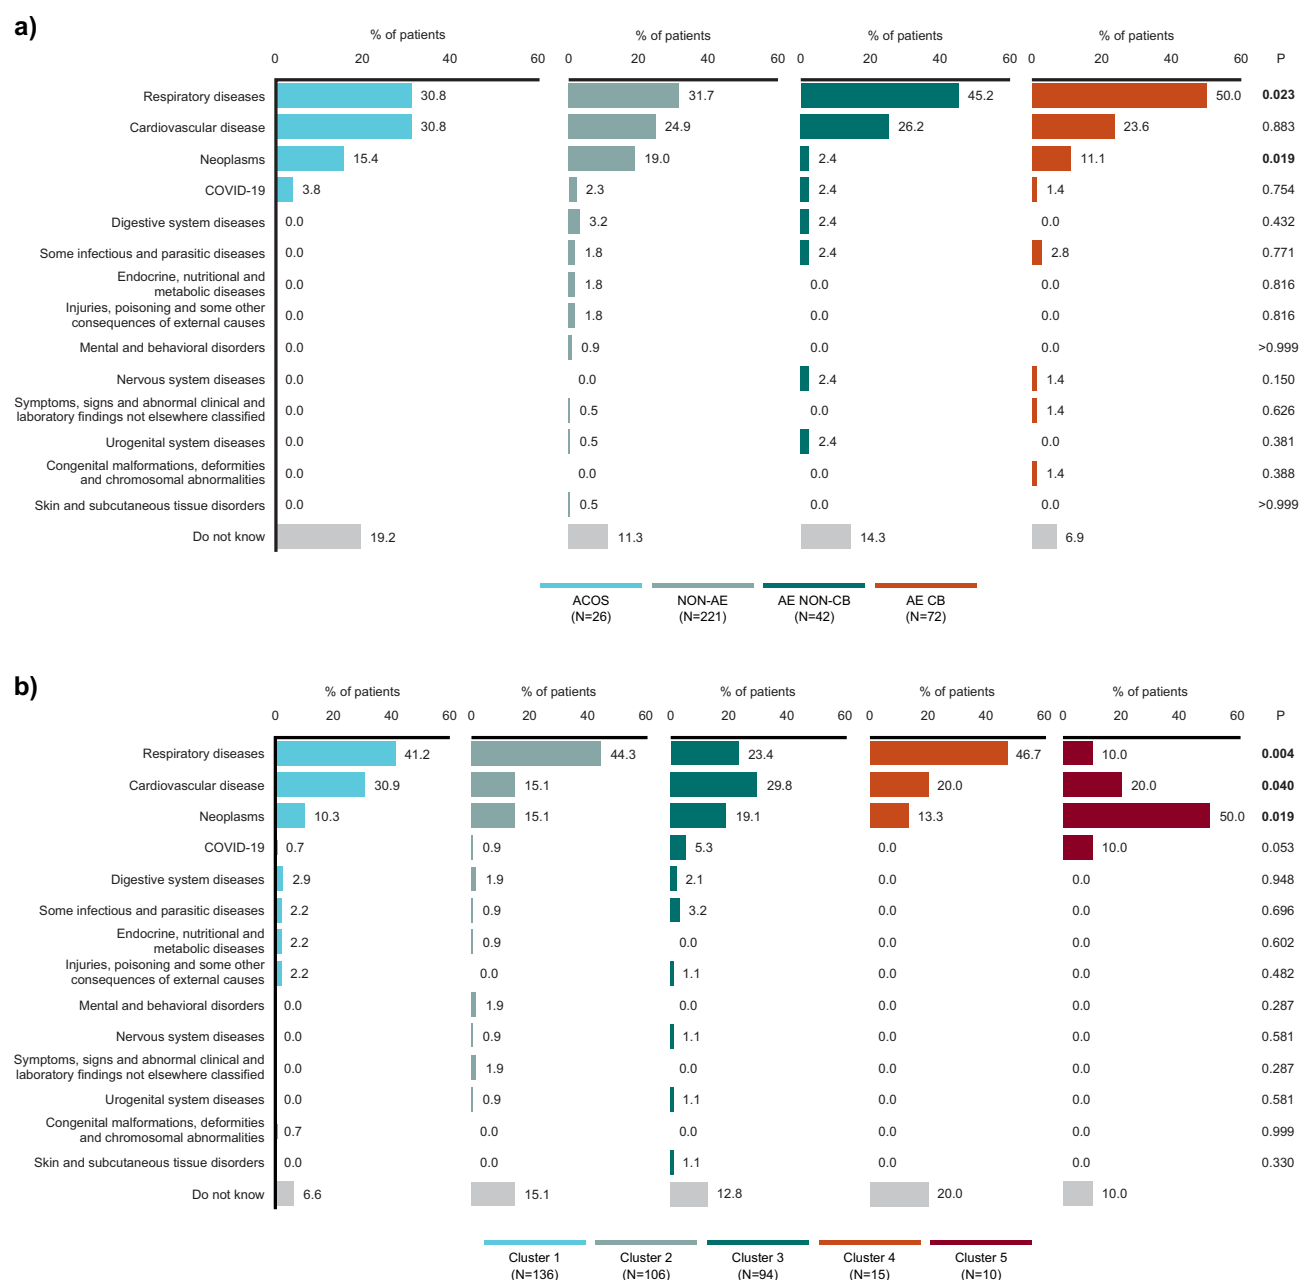 a)
% of patients % of patients % of patients % of patients
0 20 40 60 0 20 40 60 0 20 40 60 0 20 40 60 P
Respiratory diseases 30.8 31.7 45.2 50.0 0.023
Cardiovascular disease 30.8 24.9 26.2 23.6 0.883
Neoplasms 15.4 19.0 2.4 11.1 0.019
COVID-19 3.8 2.3 2.4 1.4 0.754
Digestive system diseases 0.0 3.2 2.4 0.0 0.432
Some infectious and parasitic diseases 0.0 1.8 2.4 2.8 0.771
Endocrine, nutritional and
metabolic diseases 0.0 1.8 0.0 0.0 0.816
Injuries, poisoning and some other
consequences of external causes 0.0 1.8 0.0 0.0 0.816
Mental and behavioral disorders 0.0 0.9 0.0 0.0 >0.999
Nervous system diseases 0.0 0.0 2.4 1.4 0.150
Symptoms, signs and abnormal clinical and
laboratory findings not elsewhere classified 0.0 0.5 0.0 1.4 0.626
Urogenital system diseases 0.0 0.5 2.4 0.0 0.381
Congenital malformations, deformities
and chromosomal abnormalities 0.0 0.0 0.0 1.4 0.388
Skin and subcutaneous tissue disorders 0.0 0.5 0.0 0.0 >0.999
Do not know 19.2 11.3 14.3 6.9
ACOS NON-AE AE NON-CB AE CB
(N=26) (N=221) (N=42) (N=72)
b)
% of patients % of patients % of patients % of patients % of patients
0 20 40 60 0 20 40 60 0 20 40 60 0 20 40 60 0 20 40 60 P
Respiratory diseases 41.2 44.3 23.4 46.7 10.0 0.004
Cardiovascular disease 30.9 15.1 29.8 20.0 20.0 0.040
Neoplasms 10.3 15.1 19.1 13.3 50.0 0.019
COVID-19 0.7 0.9 5.3 0.0 10.0 0.053
Digestive system diseases 2.9 1.9 2.1 0.0 0.0 0.948
Some infectious and parasitic diseases 2.2 0.9 3.2 0.0 0.0 0.696
Endocrine, nutritional and
metabolic diseases 2.2 0.9 0.0 0.0 0.0 0.602
Injuries, poisoning and some other
consequences of external causes 2.2 0.0 1.1 0.0 0.0 0.482
Mental and behavioral disorders 0.0 1.9 0.0 0.0 0.0 0.287
Nervous system diseases 0.0 0.9 1.1 0.0 0.0 0.581
Symptoms, signs and abnormal clinical and
laboratory findings not elsewhere classified 0.0 1.9 0.0 0.0 0.0 0.287
Urogenital system diseases 0.0 0.9 1.1 0.0 0.0 0.581
Congenital malformations, deformities
and chromosomal abnormalities 0.7 0.0 0.0 0.0 0.0 0.999
Skin and subcutaneous tissue disorders 0.0 0.0 1.1 0.0 0.0 0.330
Do not know 6.6 15.1 12.8 20.0 10.0
Cluster 1 Cluster 2 Cluster 3 Cluster 4 Cluster 5
(N=136) (N=106) (N=94) (N=15) (N=10)